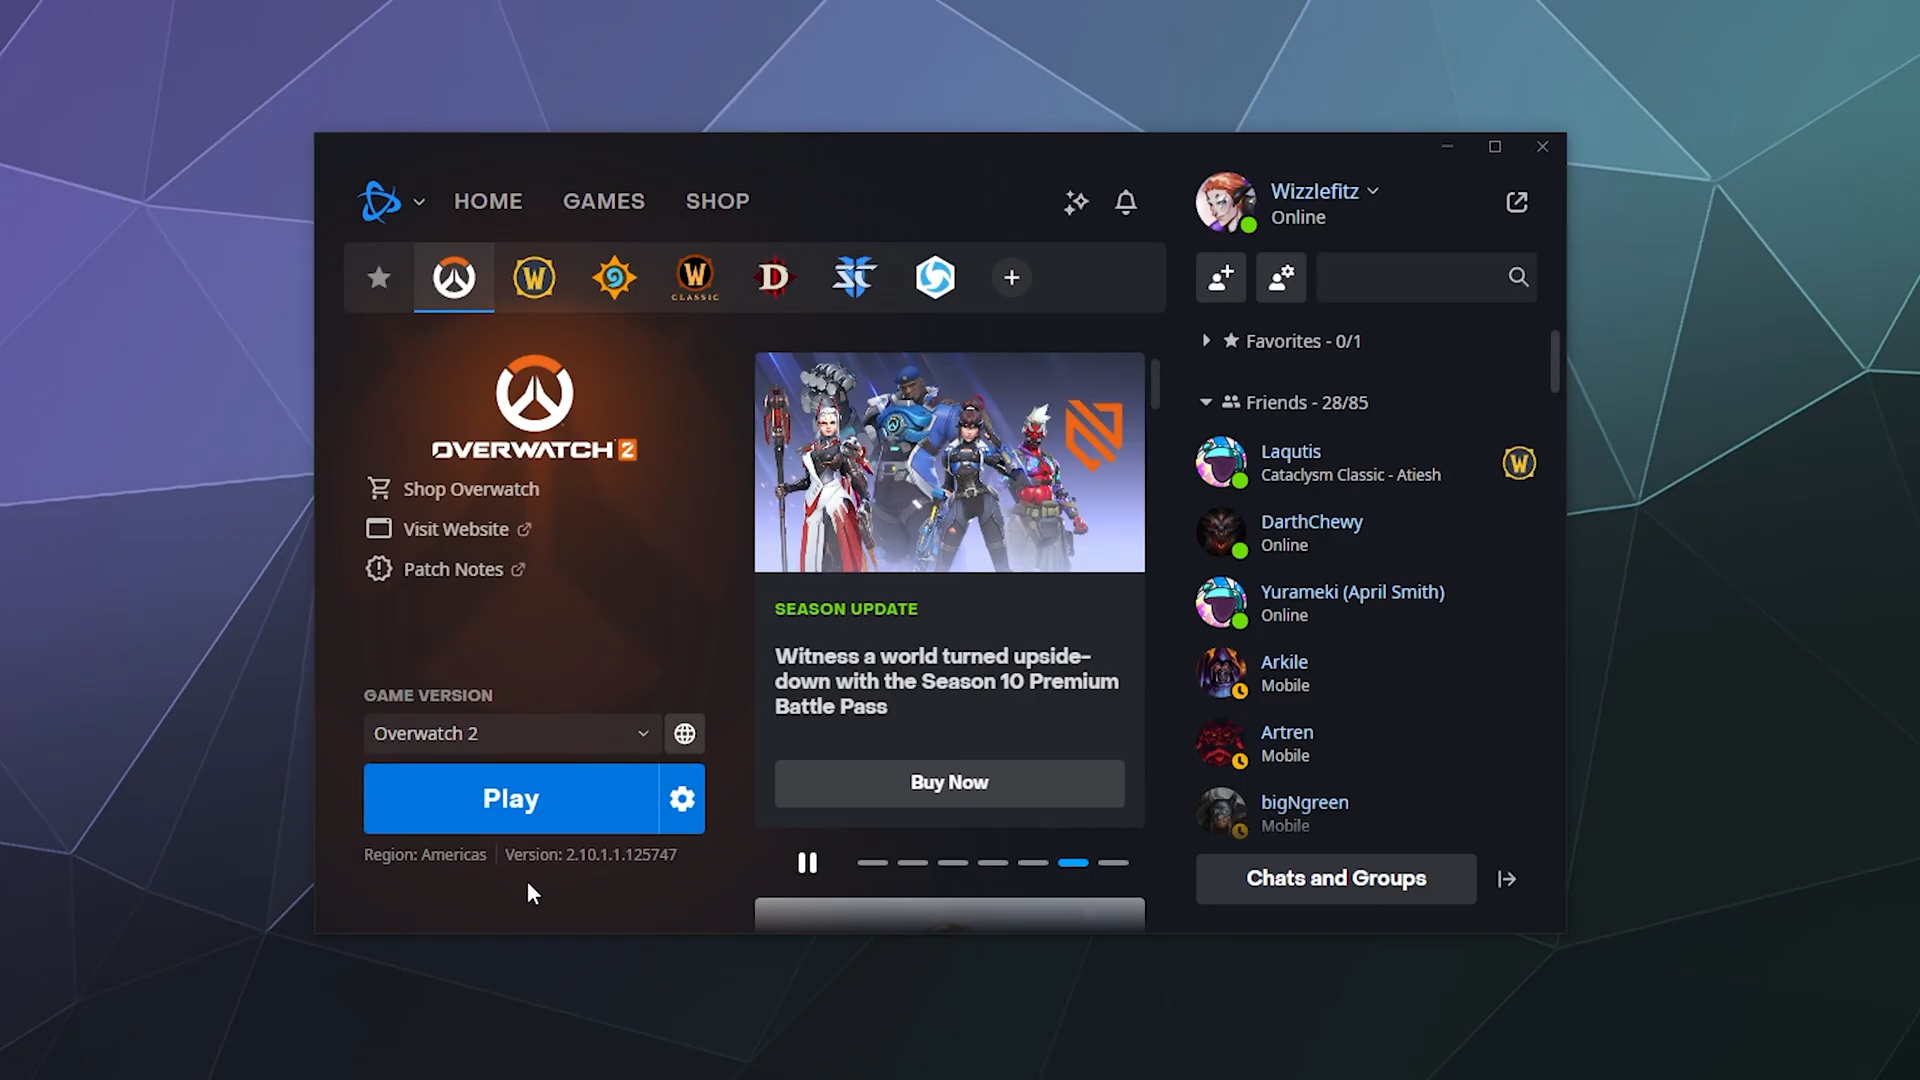 HOME
GAMES
SHOP
Wizzlefitz
Online
W
W
CLASSIC
D
Favorites - 0/1
Friends - 28/85
OVERWATCH 2
Shop Overwatch
Visit Website
Patch Notes
GAME VERSION
Overwatch 2
Play
Region: Americas
Version: 2.10.1.1.125747
SEASON UPDATE
Witness a world turned upside-
down with the Season 10 Premium
Battle Pass
Buy Now
Laqutis
Cataclysm Classic - Atiesh
W
DarthChewy
Online
Yurameki (April Smith)
Online
Arkile
Mobile
Artren
Mobile
bigNgreen
Mobile
Chats and Groups